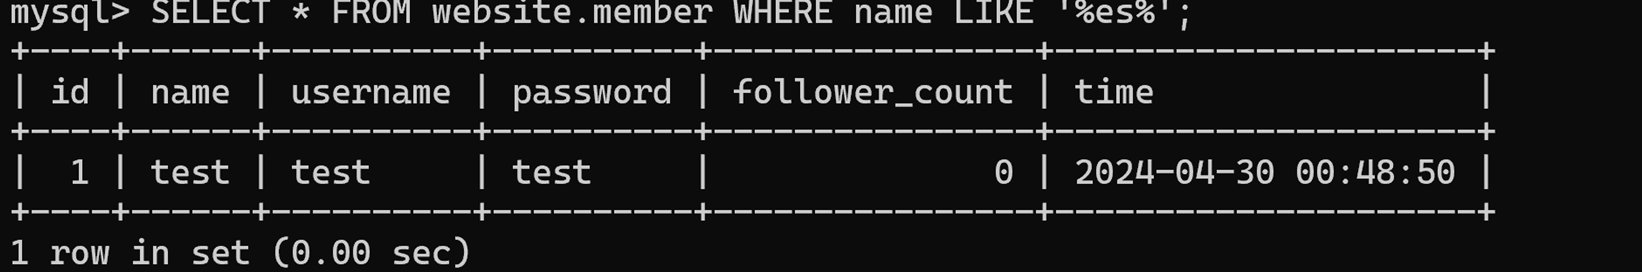 mysql> SELECT * FROM website.member WHERE name LIKE '%es%';
+----+------+----------+----------+----------------+---------------------+
| id | name | username | password | follower_count | time                |
+----+------+----------+----------+----------------+---------------------+
|  1 | test | test     | test     |              0 | 2024-04-30 00:48:50 |
+----+------+----------+----------+----------------+---------------------+
1 row in set (0.00 sec)